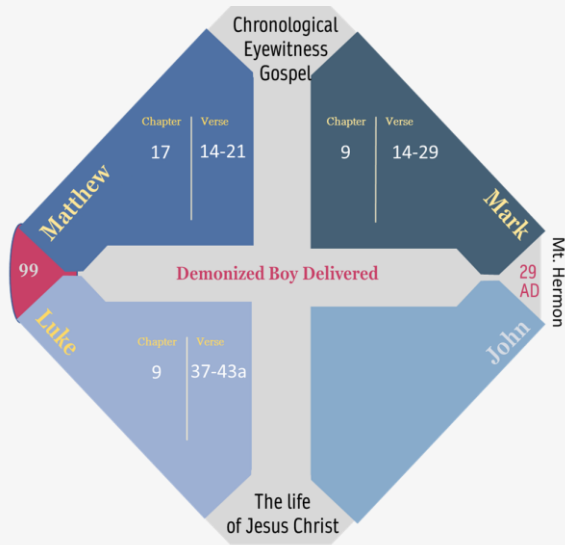 Chronological
Eyewitness
Gospel
Chapter Verse
17 14-21
Matthew
Chapter Verse
9 14-29
Mark
99
Demonized Boy Delivered
29
AD
Mt. Hermon
Luke
Chapter Verse
9 37-43a
John
The life
of Jesus Christ